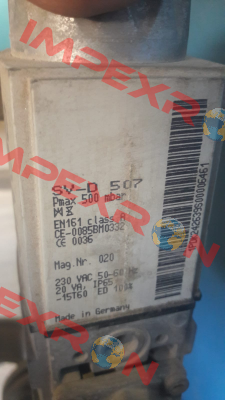 SV-D 507
Pmax 500 mbar
EN161 class A
CE-0085BM0332
CE 0036
Mag.Nr. 020
230 VAC 50-60 Hz
20 VA, IP65
-15T60 ED 100%
Made in Germany
IMPEXRON